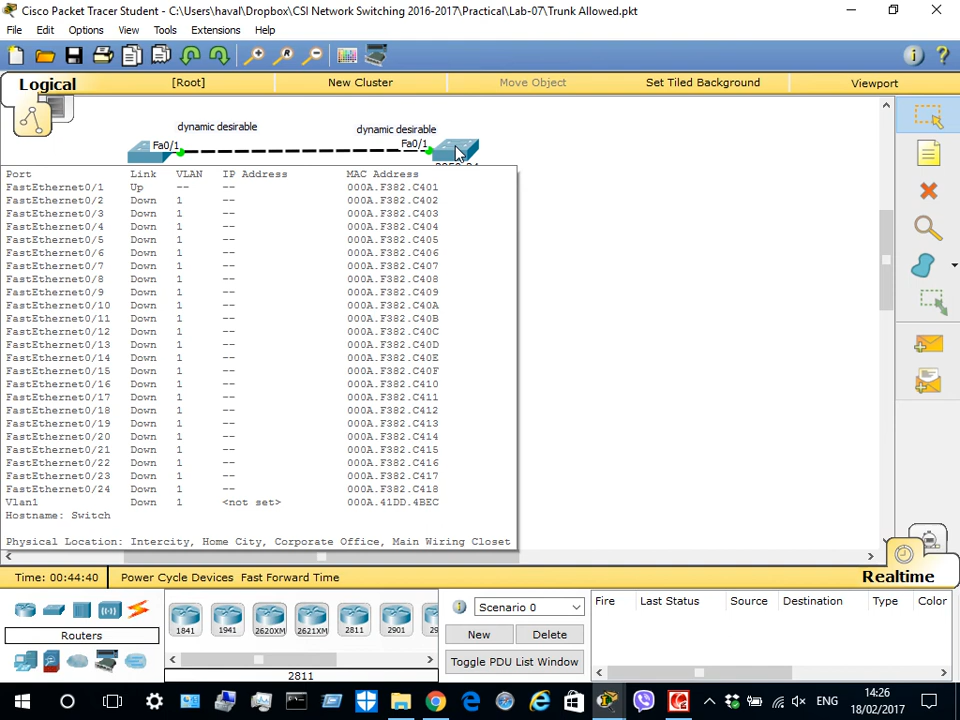 Cisco Packet Tracer Student - C:\Users\haval\Dropbox\CSI Network Switching 2016-2017\Practical\Lab-07\Trunk Allowed.pkt
File Edit Options View Tools Extensions Help
Logical [Root] New Cluster Move Object Set Tiled Background Viewport
dynamic desirable dynamic desirable
Fa0/1 Fa0/1
Port Link VLAN IP Address MAC Address
FastEthernet0/1 Up -- -- 000A.F382.C401
FastEthernet0/2 Down 1 -- 000A.F382.C402
FastEthernet0/3 Down 1 -- 000A.F382.C403
FastEthernet0/4 Down 1 -- 000A.F382.C404
FastEthernet0/5 Down 1 -- 000A.F382.C405
FastEthernet0/6 Down 1 -- 000A.F382.C406
FastEthernet0/7 Down 1 -- 000A.F382.C407
FastEthernet0/8 Down 1 -- 000A.F382.C408
FastEthernet0/9 Down 1 -- 000A.F382.C409
FastEthernet0/10 Down 1 -- 000A.F382.C40A
FastEthernet0/11 Down 1 -- 000A.F382.C40B
FastEthernet0/12 Down 1 -- 000A.F382.C40C
FastEthernet0/13 Down 1 -- 000A.F382.C40D
FastEthernet0/14 Down 1 -- 000A.F382.C40E
FastEthernet0/15 Down 1 -- 000A.F382.C40F
FastEthernet0/16 Down 1 -- 000A.F382.C410
FastEthernet0/17 Down 1 -- 000A.F382.C411
FastEthernet0/18 Down 1 -- 000A.F382.C412
FastEthernet0/19 Down 1 -- 000A.F382.C413
FastEthernet0/20 Down 1 -- 000A.F382.C414
FastEthernet0/21 Down 1 -- 000A.F382.C415
FastEthernet0/22 Down 1 -- 000A.F382.C416
FastEthernet0/23 Down 1 -- 000A.F382.C417
FastEthernet0/24 Down 1 -- 000A.F382.C418
Vlan1 Down 1 <not set> 000A.41DD.4BEC
Hostname: Switch
Physical Location: Intercity, Home City, Corporate Office, Main Wiring Closet
Time: 00:44:40 Power Cycle Devices Fast Forward Time Realtime
Routers
1841 1941 2620XM 2621XM 2811 2901
2811
Scenario 0
New Delete
Toggle PDU List Window
Fire Last Status Source Destination Type Color
ENG
14:26
18/02/2017